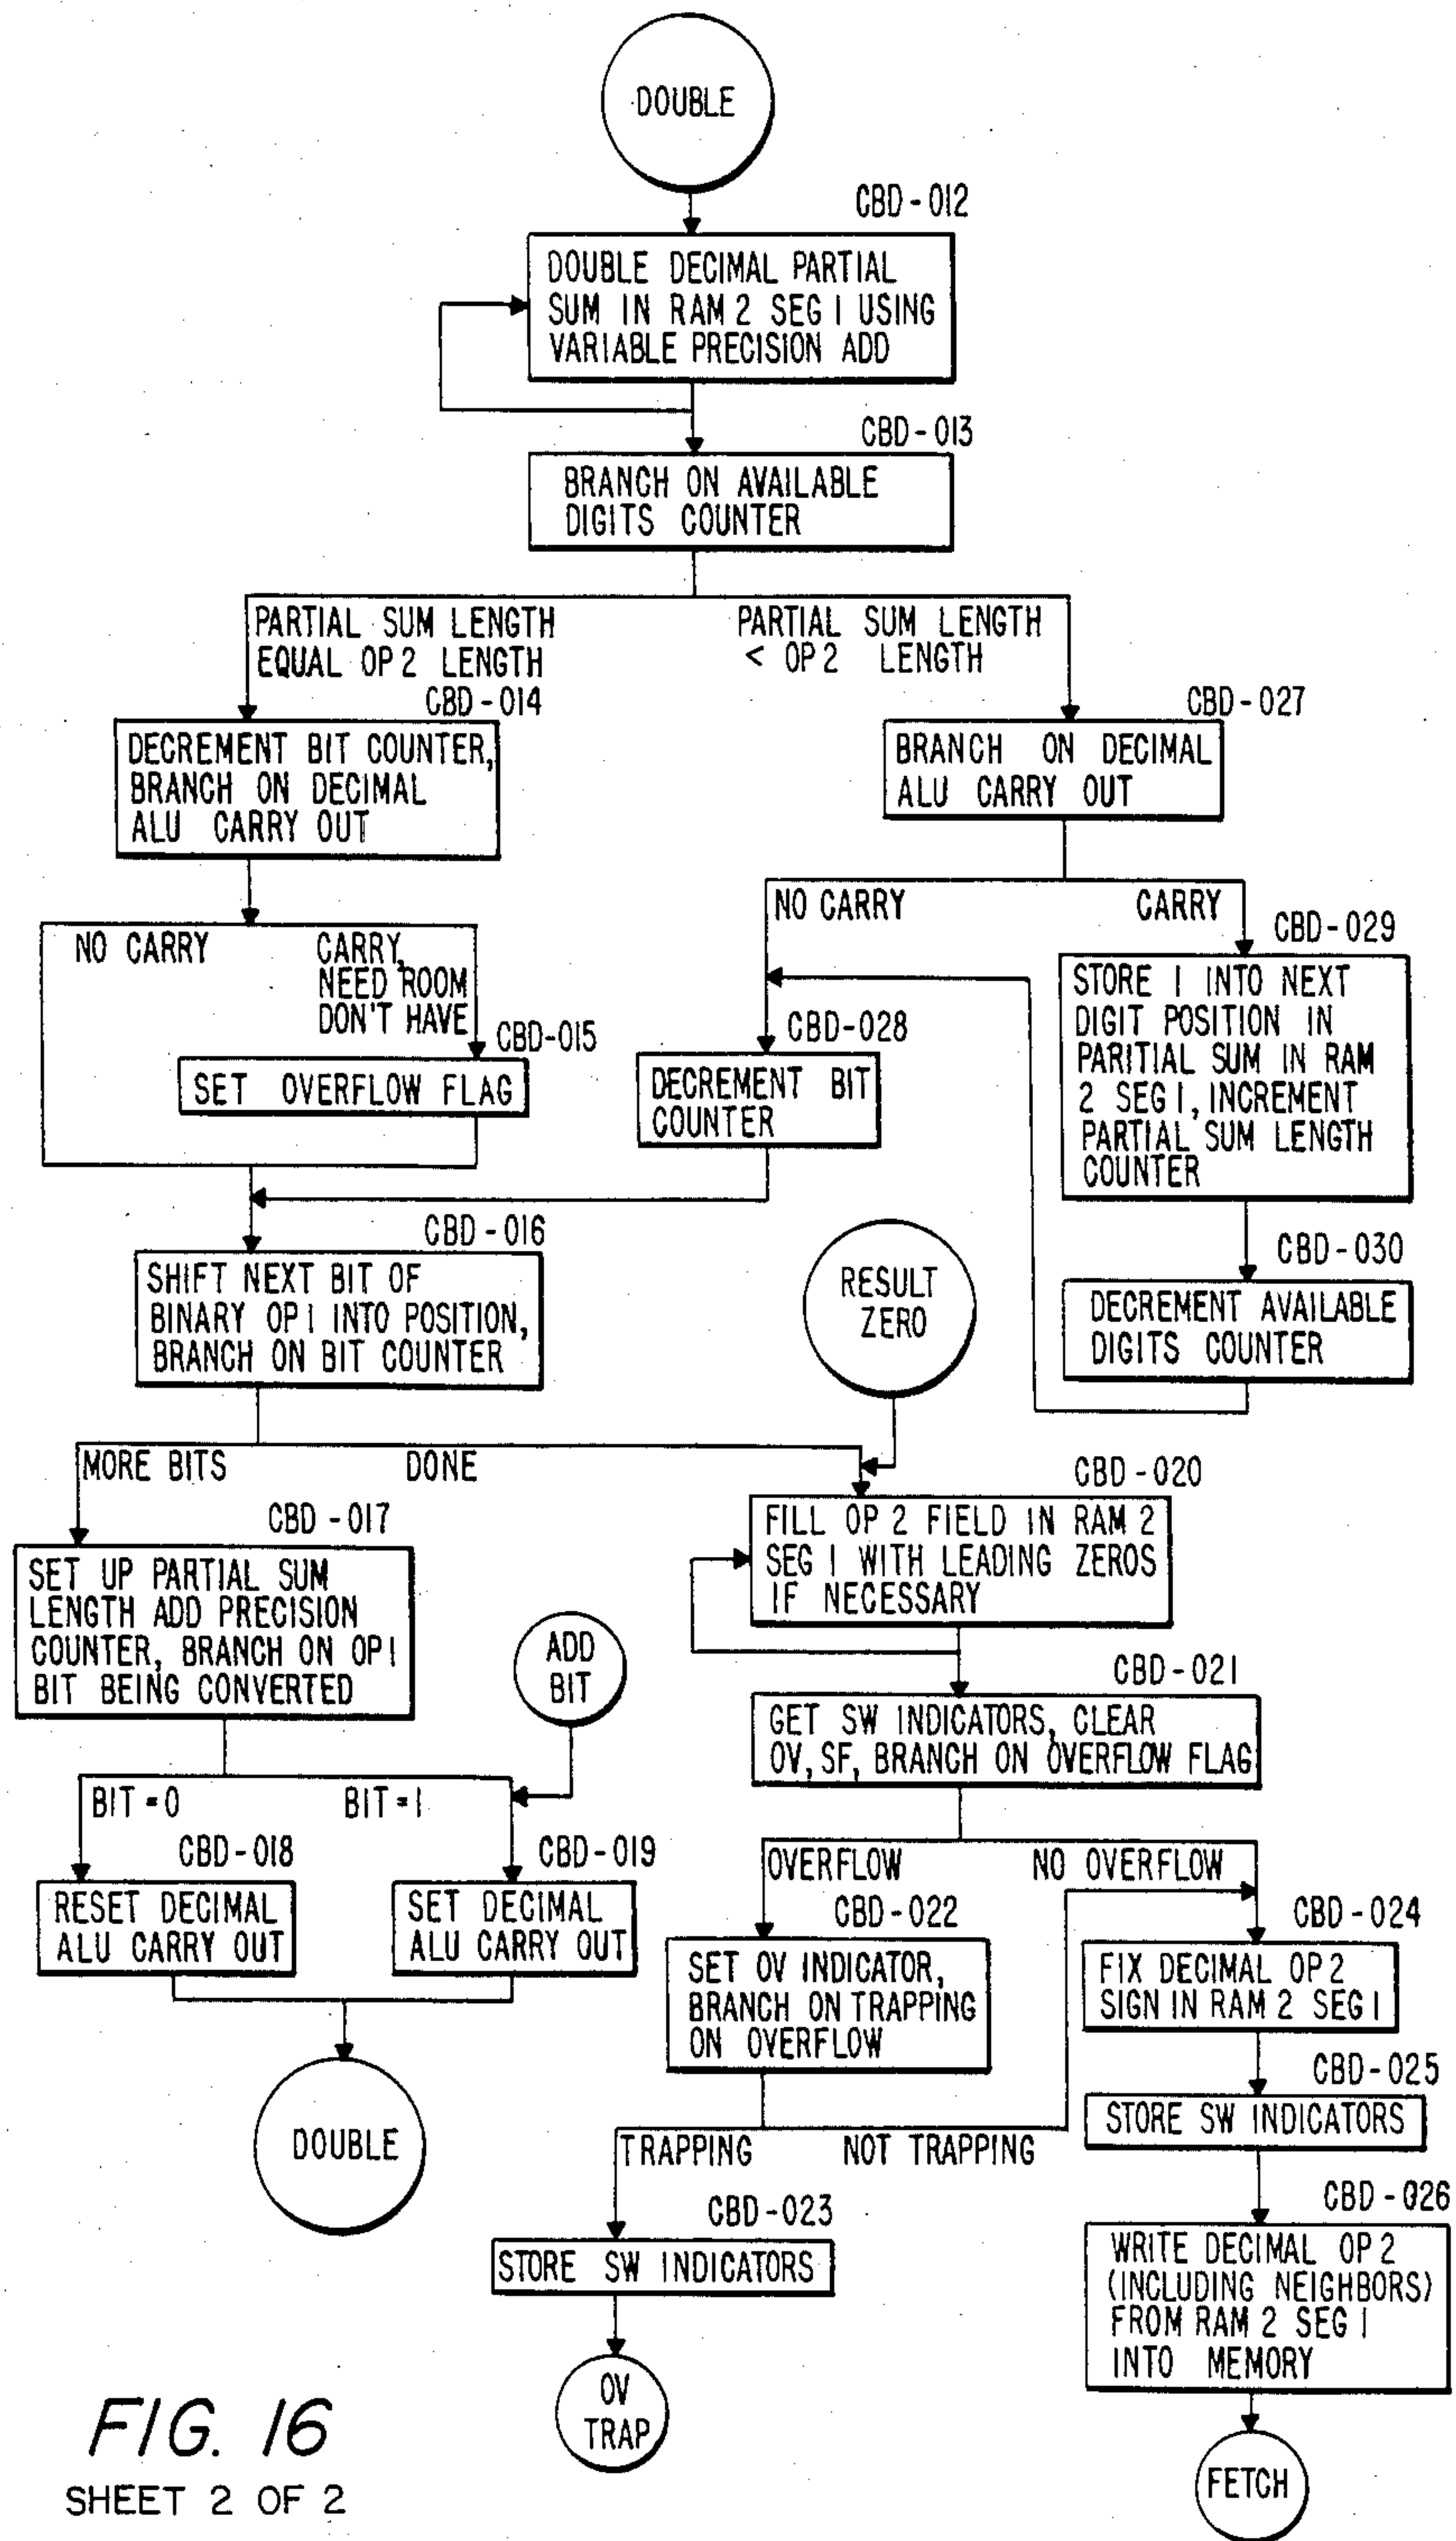 DOUBLE
CBD-012
DOUBLE DECIMAL PARTIAL
SUM IN RAM 2 SEG 1 USING
VARIABLE PRECISION ADD
CBD-013
BRANCH ON AVAILABLE
DIGITS COUNTER
PARTIAL SUM LENGTH
EQUAL OP 2 LENGTH
PARTIAL SUM LENGTH
< OP 2 LENGTH
CBD-014
DECREMENT BIT COUNTER,
BRANCH ON DECIMAL
ALU CARRY OUT
CBD-027
BRANCH ON DECIMAL
ALU CARRY OUT
NO CARRY
CARRY,
NEED ROOM
DON'T HAVE
NO CARRY
CARRY
CBD-015
SET OVERFLOW FLAG
CBD-028
DECREMENT BIT
COUNTER
CBD-029
STORE 1 INTO NEXT
DIGIT POSITION IN
PARITIAL SUM IN RAM
2 SEG 1, INCREMENT
PARTIAL SUM LENGTH
COUNTER
CBD-016
SHIFT NEXT BIT OF
BINARY OP 1 INTO POSITION,
BRANCH ON BIT COUNTER
RESULT
ZERO
CBD-030
DECREMENT AVAILABLE
DIGITS COUNTER
MORE BITS
DONE
CBD-017
SET UP PARTIAL SUM
LENGTH ADD PRECISION
COUNTER, BRANCH ON OP 1
BIT BEING CONVERTED
CBD-020
FILL OP 2 FIELD IN RAM 2
SEG 1 WITH LEADING ZEROS
IF NECESSARY
ADD
BIT
CBD-021
GET SW INDICATORS, CLEAR
OV, SF, BRANCH ON OVERFLOW FLAG
BIT = 0
BIT = 1
CBD-018
RESET DECIMAL
ALU CARRY OUT
CBD-019
SET DECIMAL
ALU CARRY OUT
OVERFLOW
NO OVERFLOW
CBD-022
SET OV INDICATOR,
BRANCH ON TRAPPING
ON OVERFLOW
CBD-024
FIX DECIMAL OP 2
SIGN IN RAM 2 SEG 1
DOUBLE
TRAPPING
NOT TRAPPING
CBD-025
STORE SW INDICATORS
CBD-023
STORE SW INDICATORS
CBD-026
WRITE DECIMAL OP 2
(INCLUDING NEIGHBORS)
FROM RAM 2 SEG 1
INTO MEMORY
OV
TRAP
FETCH
FIG. 16
SHEET 2 OF 2